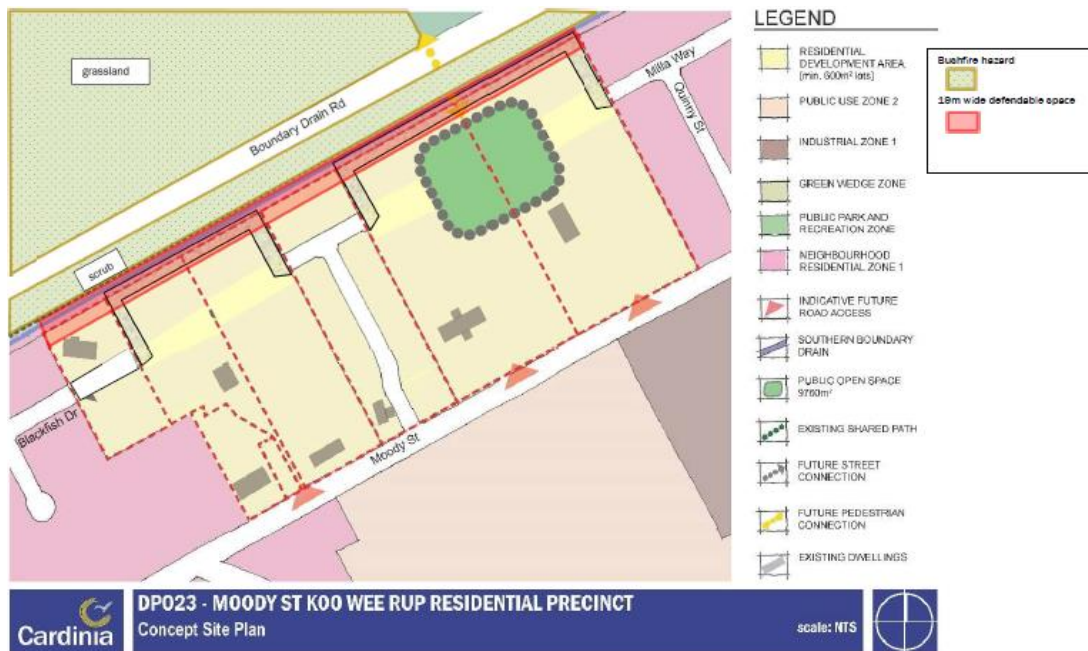 grassland
Boundary Drain Rd
scrub
Milla Way
Quinny St
Blackfish Dr
Moody St
LEGEND
RESIDENTIAL
DEVELOPMENT AREA
[min. 600m² lots]
PUBLIC USE ZONE 2
INDUSTRIAL ZONE 1
GREEN WEDGE ZONE
PUBLIC PARK AND
RECREATION ZONE
NEIGHBOURHOOD
RESIDENTIAL ZONE 1
INDICATIVE FUTURE
ROAD ACCESS
SOUTHERN BOUNDARY
DRAIN
PUBLIC OPEN SPACE
9760m²
EXISTING SHARED PATH
FUTURE STREET
CONNECTION
FUTURE PEDESTRIAN
CONNECTION
EXISTING DWELLINGS
Bushfire hazard
19m wide defendable space
Cardinia
DPO23 - MOODY ST KOO WEE RUP RESIDENTIAL PRECINCT
Concept Site Plan
scale: NTS